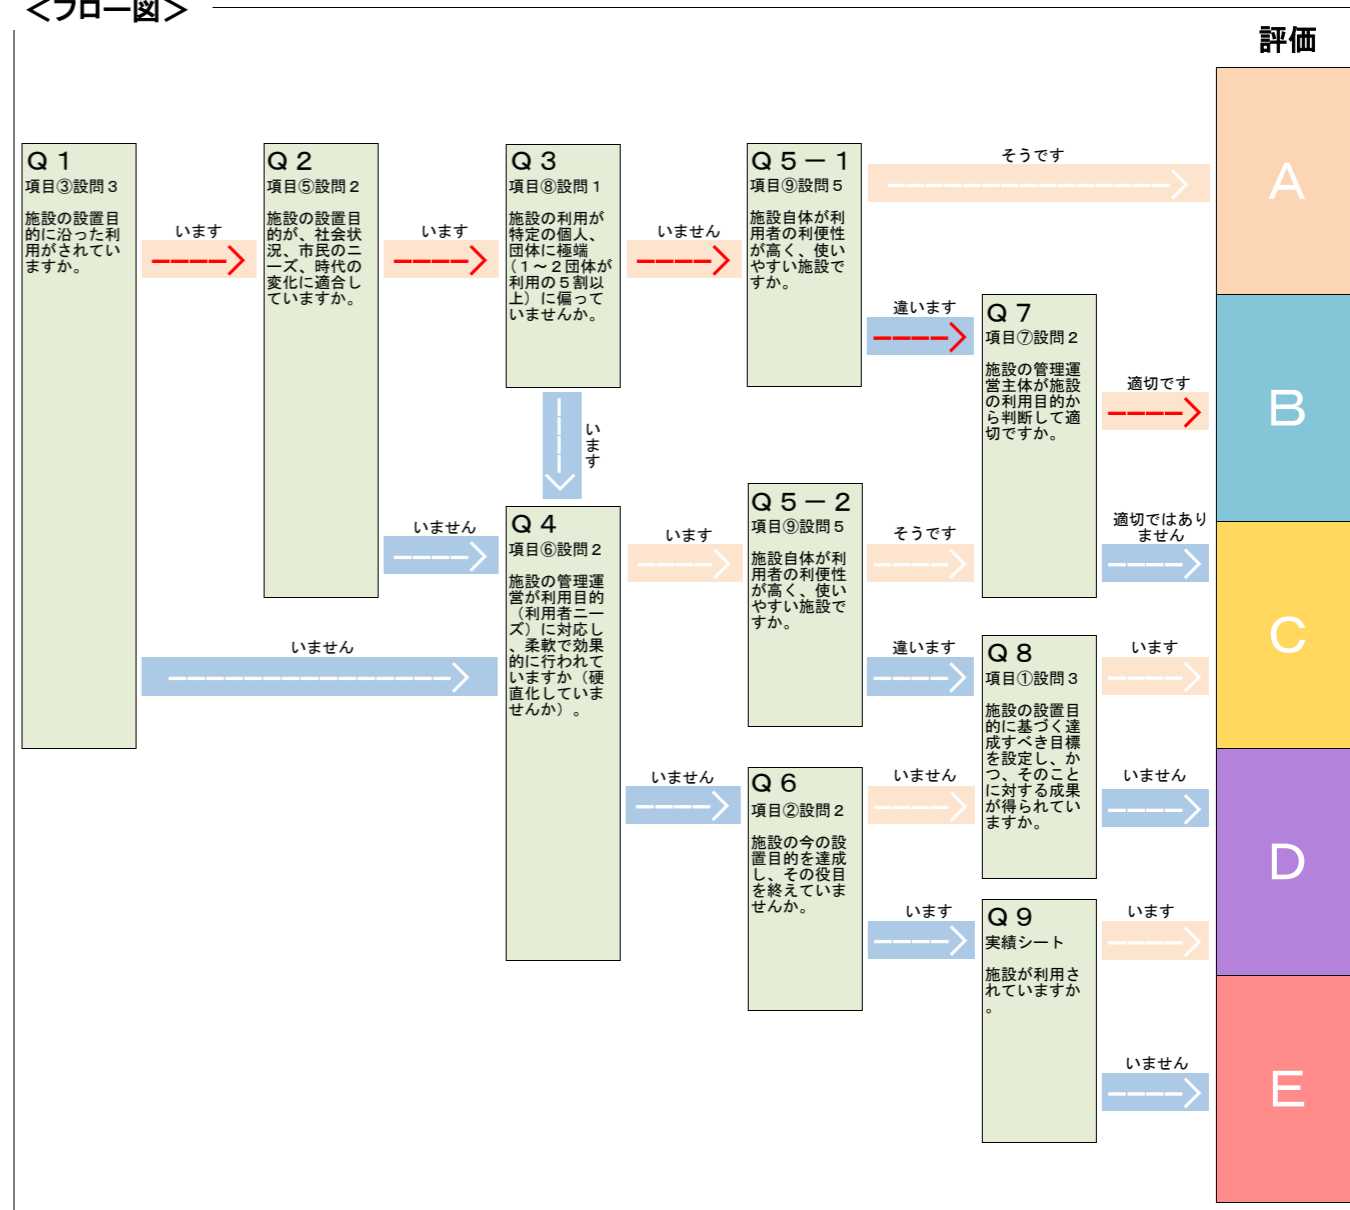 ＜フロー図＞
評価
Ｑ１
項目③設問３
施設の設置目
的に沿った利
用がされてい
ますか。
います
いません
Ｑ２
項目⑤設問２
施設の設置目
的が、社会状
況、市民のニ
ーズ、時代の
変化に適合し
ていますか。
います
いません
Ｑ３
項目⑧設問１
施設の利用が
特定の個人、
団体に極端
（１～２団体が
利用の５割以
上）に偏って
いませんか。
いません
います
Ｑ４
項目⑥設問２
施設の管理運
営が利用目的
（利用者ニー
ズ）に対応し
、柔軟で効果
的に行われて
いますか（硬
直化していま
せんか）。
います
いません
Ｑ５－１
項目⑨設問５
施設自体が利
用者の利便性
が高く、使い
やすい施設で
すか。
そうです
違います
Ｑ５－２
項目⑨設問５
施設自体が利
用者の利便性
が高く、使い
やすい施設で
すか。
そうです
違います
Ｑ６
項目②設問２
施設の今の設
置目的を達成
し、その役目
を終えていま
せんか。
いません
います
Ｑ７
項目⑦設問２
施設の管理運
営主体が施設
の利用目的か
ら判断して適
切ですか。
適切です
適切ではあり
ません
Ｑ８
項目①設問３
施設の設置目
的に基づく達
成すべき目標
を設定し、か
つ、そのこと
に対する成果
が得られてい
ますか。
います
いません
Ｑ９
実績シート
施設が利用さ
れていますか
。
います
いません
Ａ
Ｂ
Ｃ
Ｄ
Ｅ